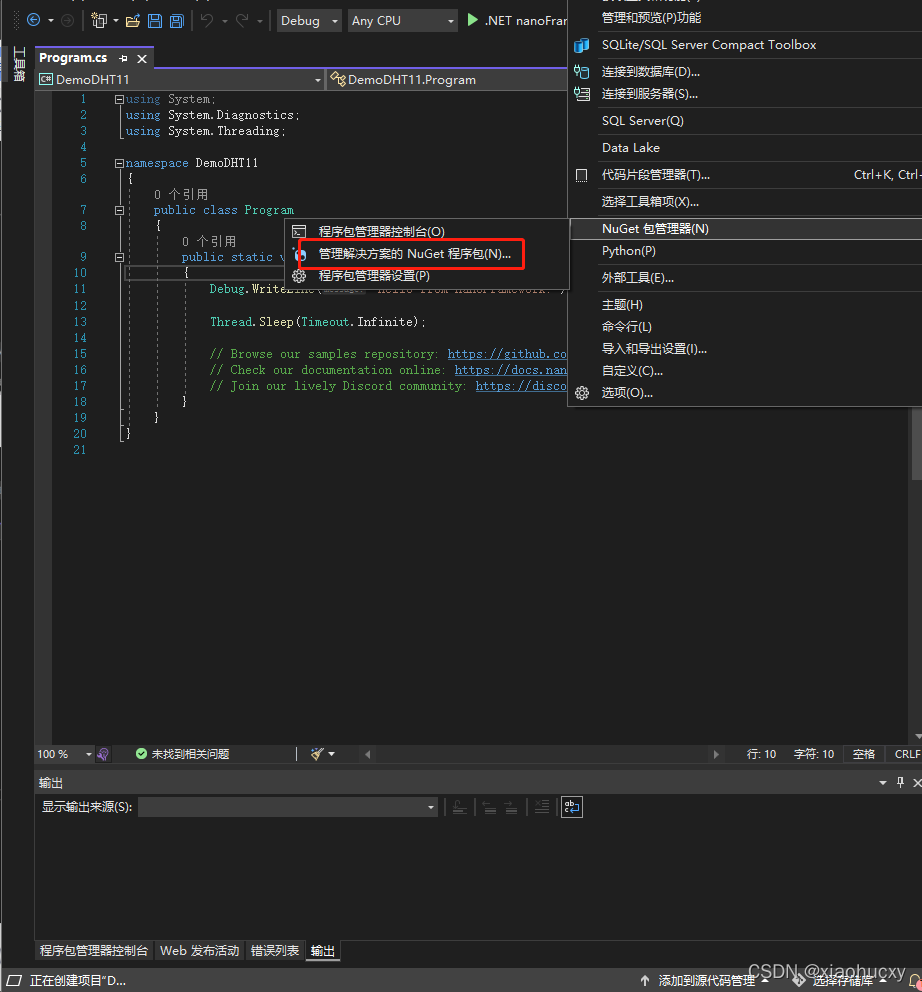 Debug
Any CPU
.NET nanoFran
管理和预览(P)功能
SQLite/SQL Server Compact Toolbox
连接到数据库(D)...
连接到服务器(S)...
SQL Server(Q)
Data Lake
代码片段管理器(T)...
Ctrl+K, Ctrl+
选择工具箱项(X)...
NuGet 包管理器(N)
Python(P)
外部工具(E)...
主题(H)
命令行(L)
导入和导出设置(I)...
自定义(C)...
选项(O)...
程序包管理器控制台(O)
管理解决方案的 NuGet 程序包(N)...
程序包管理器设置(P)
工具箱
Program.cs
C# DemoDHT11
DemoDHT11.Program
1 using System;
2 using System.Diagnostics;
3 using System.Threading;
4
5 namespace DemoDHT11
6 {
0 个引用
7 public class Program
8 {
0 个引用
9 public static v
10 {
11 Debug.WriteLine(
12
13 Thread.Sleep(Timeout.Infinite);
14
15 // Browse our samples repository: https://github.co
16 // Check our documentation online: https://docs.nan
17 // Join our lively Discord community: https://disco
18 }
19 }
20 }
21
100 %
未找到相关问题
行: 10
字符: 10
空格
CRLF
输出
显示输出来源(S):
程序包管理器控制台
Web 发布活动
错误列表
输出
正在创建项目"D...
添加到源代码管理
选择存储库
CSDN @xiaohucxy